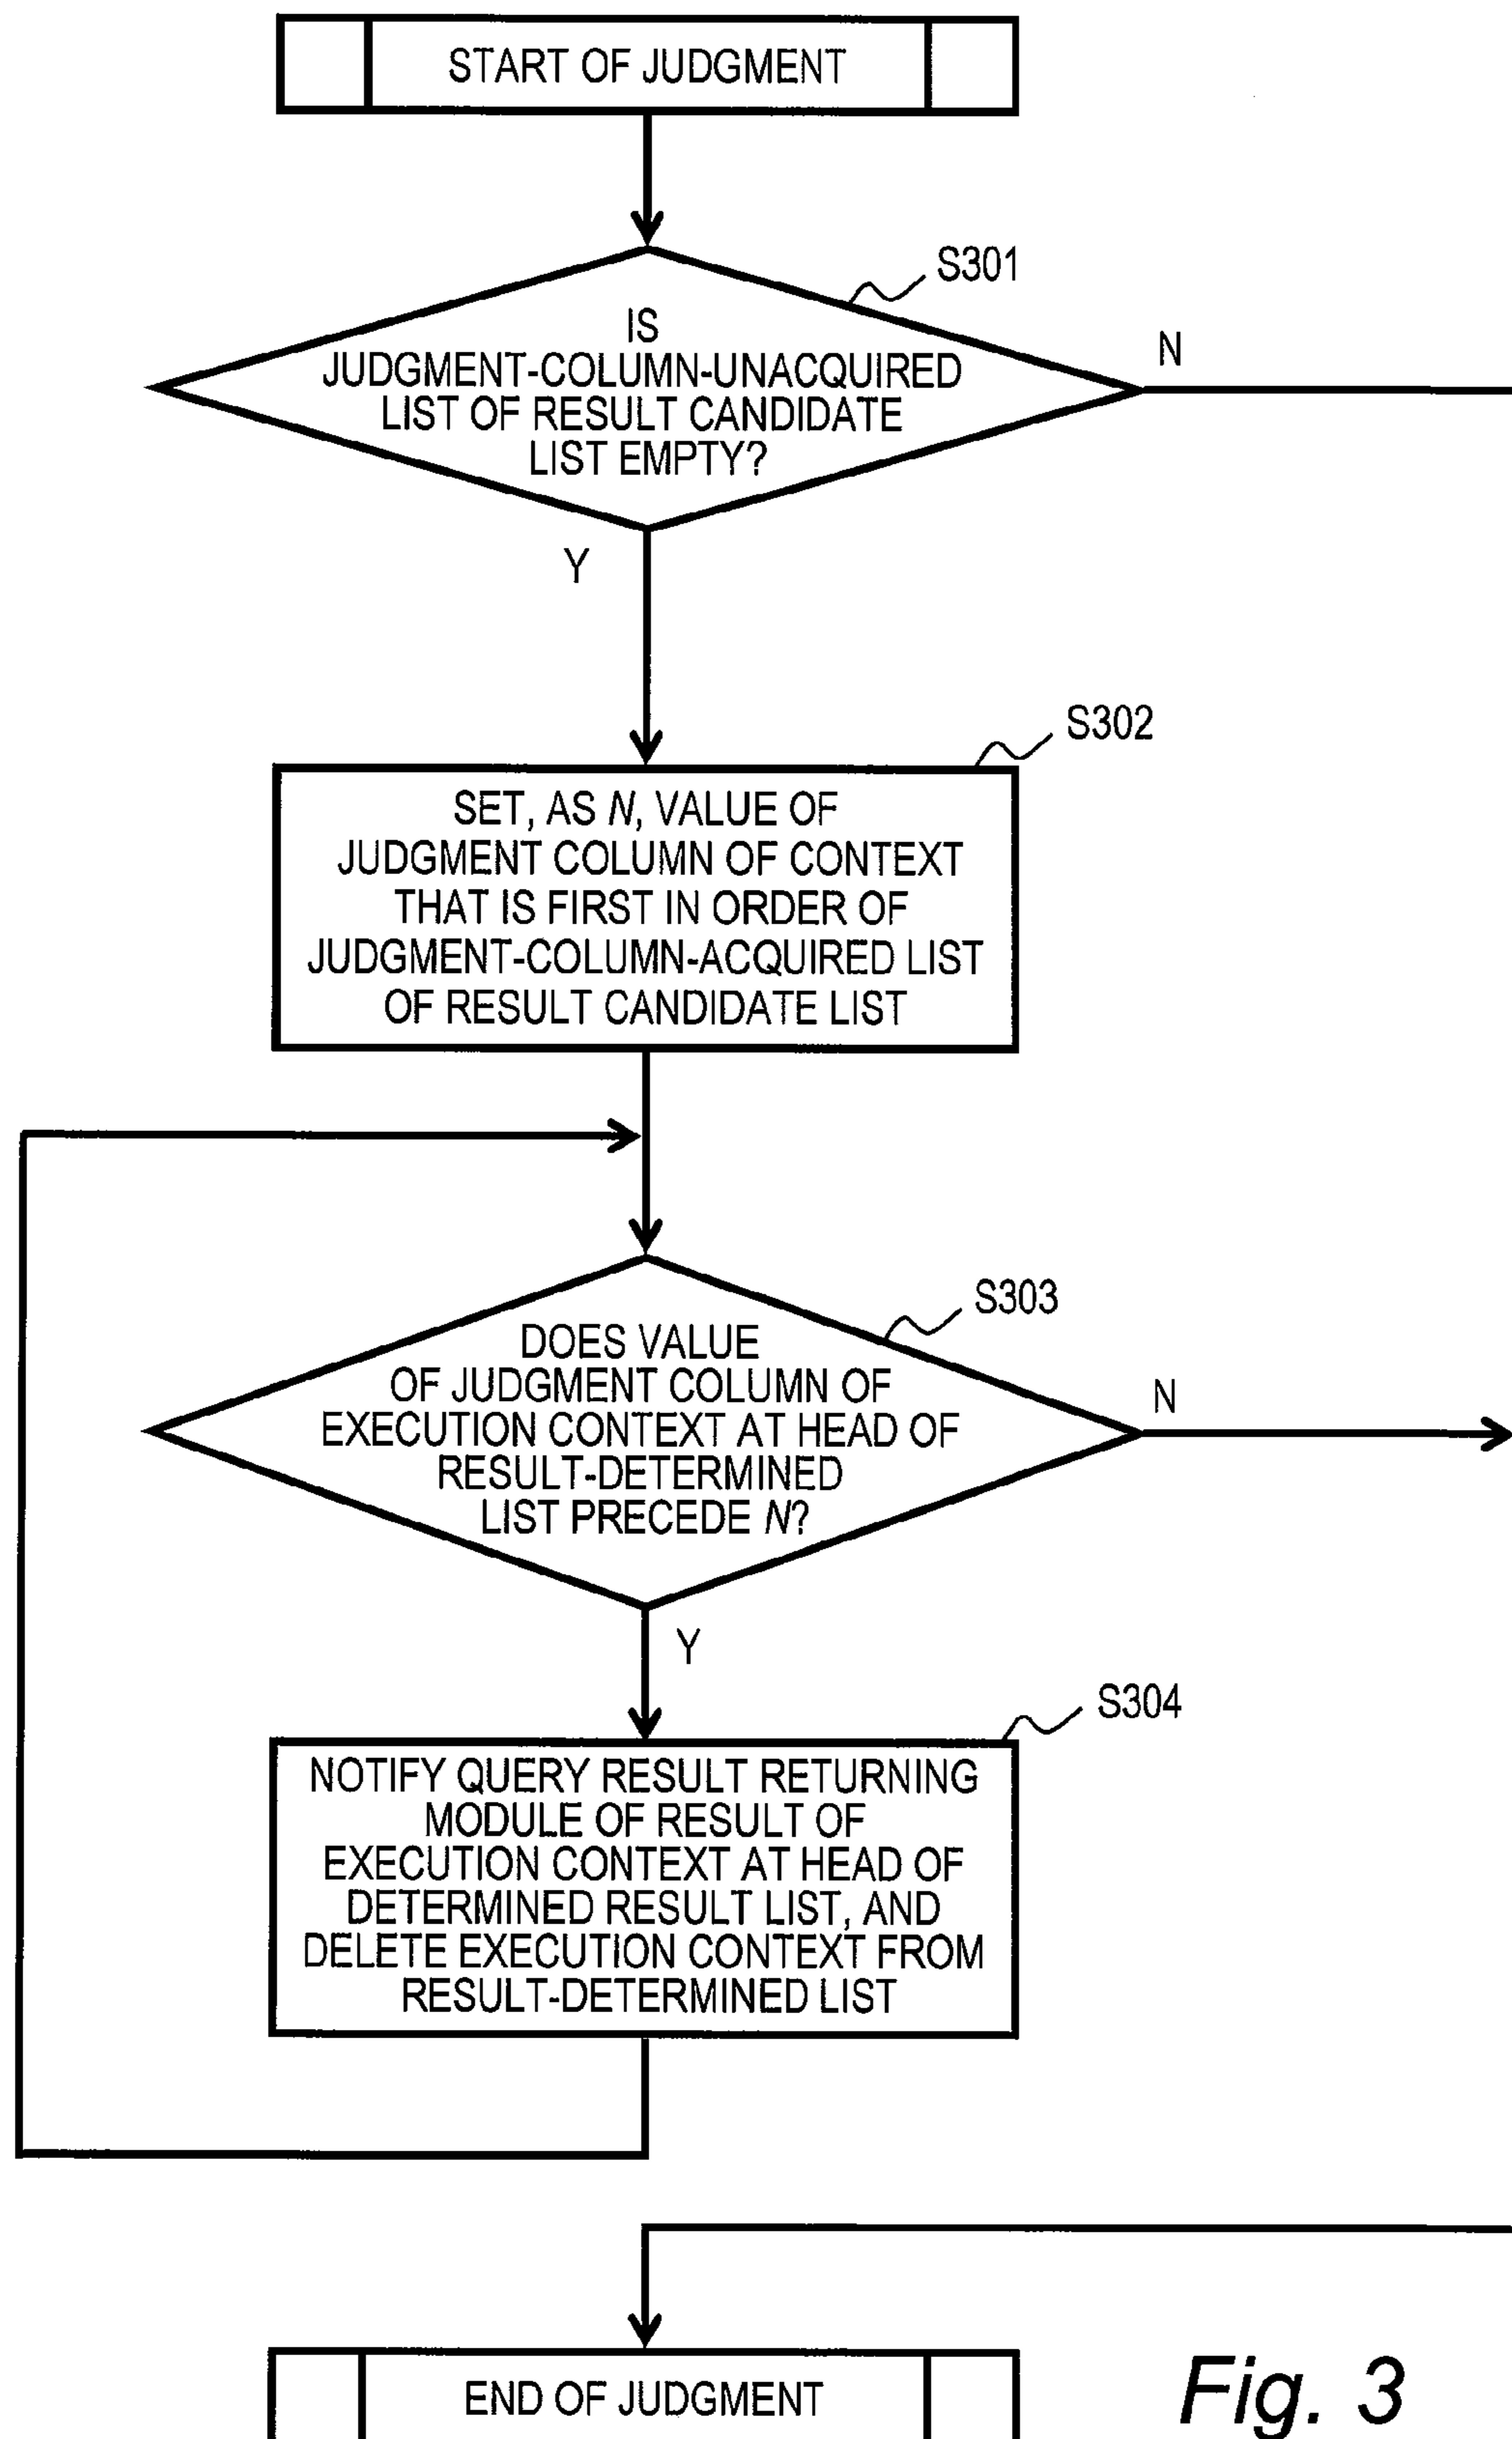 START OF JUDGMENT
S301
IS
JUDGMENT-COLUMN-UNACQUIRED
LIST OF RESULT CANDIDATE
LIST EMPTY?
N
Y
S302
SET, AS N, VALUE OF
JUDGMENT COLUMN OF CONTEXT
THAT IS FIRST IN ORDER OF
JUDGMENT-COLUMN-ACQUIRED LIST
OF RESULT CANDIDATE LIST
S303
DOES VALUE
OF JUDGMENT COLUMN OF
EXECUTION CONTEXT AT HEAD OF
RESULT-DETERMINED
LIST PRECEDE N?
N
Y
S304
NOTIFY QUERY RESULT RETURNING
MODULE OF RESULT OF
EXECUTION CONTEXT AT HEAD OF
DETERMINED RESULT LIST, AND
DELETE EXECUTION CONTEXT FROM
RESULT-DETERMINED LIST
END OF JUDGMENT
Fig. 3